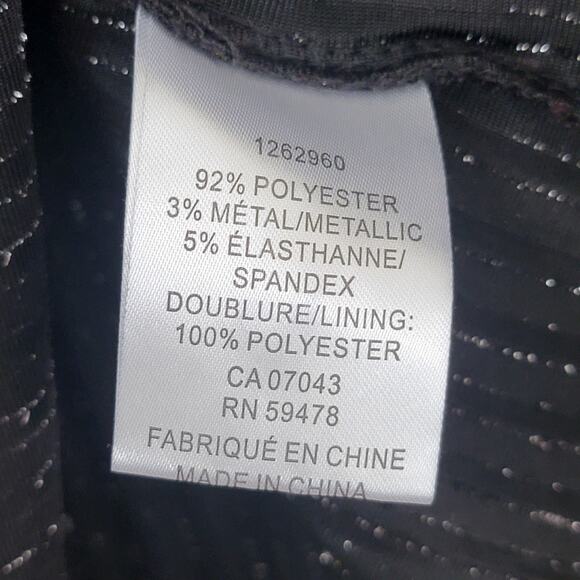 1262960
92% POLYESTER
3% MÉTAL/METALLIC
5% ÉLASTHANNE/
SPANDEX
DOUBLURE/LINING:
100% POLYESTER
CA 07043
RN 59478
FABRIQUÉ EN CHINE
MADE IN CHINA